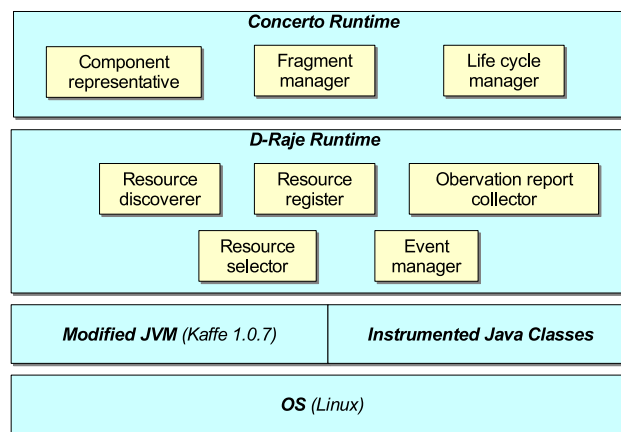 Concerto Runtime
Component
representative
Fragment
manager
Life cycle
manager
D-Raje Runtime
Resource
discoverer
Resource
register
Obervation report
collector
Resource
selector
Event
manager
Modified JVM (Kaffe 1.0.7)
Instrumented Java Classes
OS (Linux)